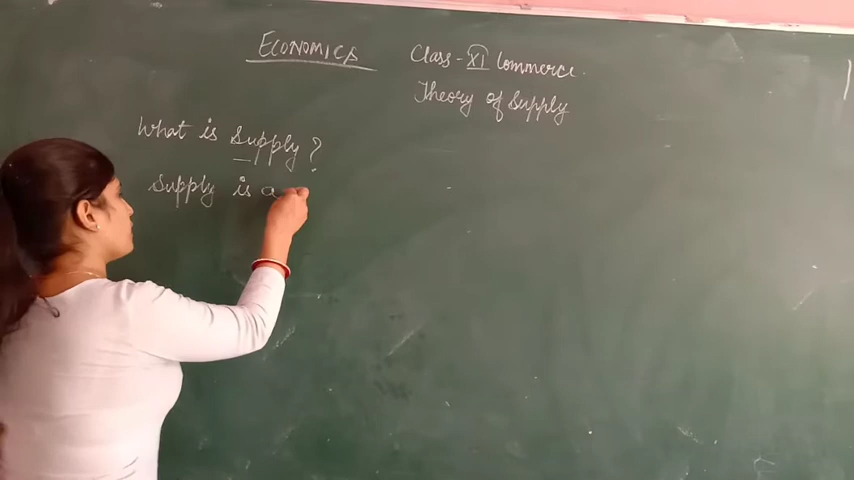 Economics Class - XI Commerce
Theory of Supply
What is Supply?
Supply is a